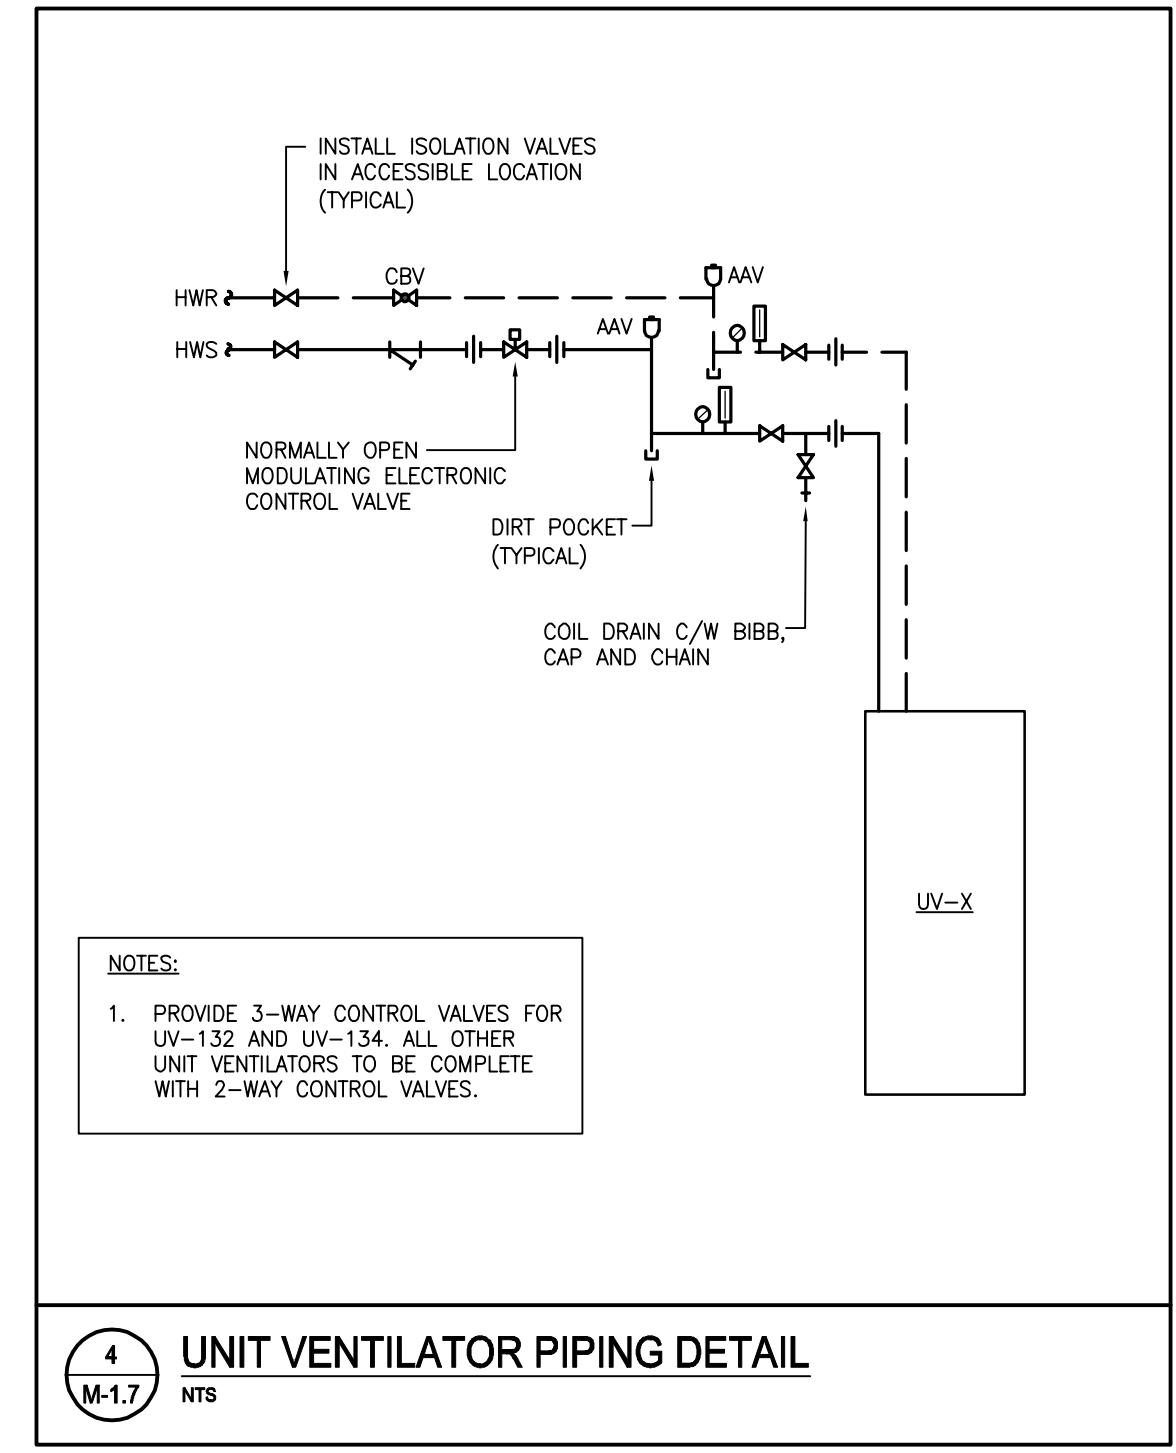 INSTALL ISOLATION VALVES
IN ACCESSIBLE LOCATION
(TYPICAL)
HWR
CBV
AAV
HWS
AAV
NORMALLY OPEN
MODULATING ELECTRONIC
CONTROL VALVE
DIRT POCKET
(TYPICAL)
COIL DRAIN C/W BIBB,
CAP AND CHAIN
UV-X
NOTES:
1. PROVIDE 3-WAY CONTROL VALVES FOR
UV-132 AND UV-134. ALL OTHER
UNIT VENTILATORS TO BE COMPLETE
WITH 2-WAY CONTROL VALVES.
4
M-1.7
UNIT VENTILATOR PIPING DETAIL
NTS